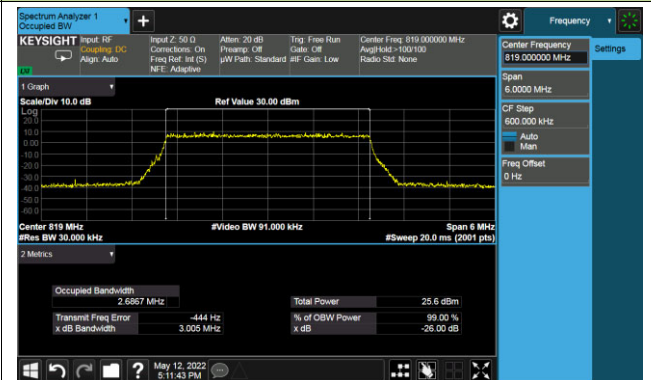 Spectrum Analyzer 1
Occupied BW
+
Frequency
KEYSIGHT
Input: RF
Coupling: DC
Align: Auto
Input Z: 50 Ω
Corrections: On
Freq Ref: Int (S)
NFE: Adaptive
Atten: 20 dB
Preamp: Off
µW Path: Standard
Trig: Free Run
Gate: Off
#IF Gain: Low
Center Freq: 819.000000 MHz
Avg|Hold:>100/100
Radio Std: None
Center Frequency
819.000000 MHz
Settings
Span
6.0000 MHz
CF Step
600.000 kHz
Auto
Man
Freq Offset
0 Hz
1 Graph
Scale/Div 10.0 dB
Ref Value 30.00 dBm
Log
20.0
10.0
0.00
-10.0
-20.0
-30.0
-40.0
-50.0
-60.0
Center 819 MHz
#Video BW 91.000 kHz
Span 6 MHz
#Res BW 30.000 kHz
#Sweep 20.0 ms (2001 pts)
2 Metrics
Occupied Bandwidth
2.6867 MHz
Total Power
25.6 dBm
Transmit Freq Error
-444 Hz
% of OBW Power
99.00 %
x dB Bandwidth
3.005 MHz
x dB
-26.00 dB
?
May 12, 2022
5:11:43 PM